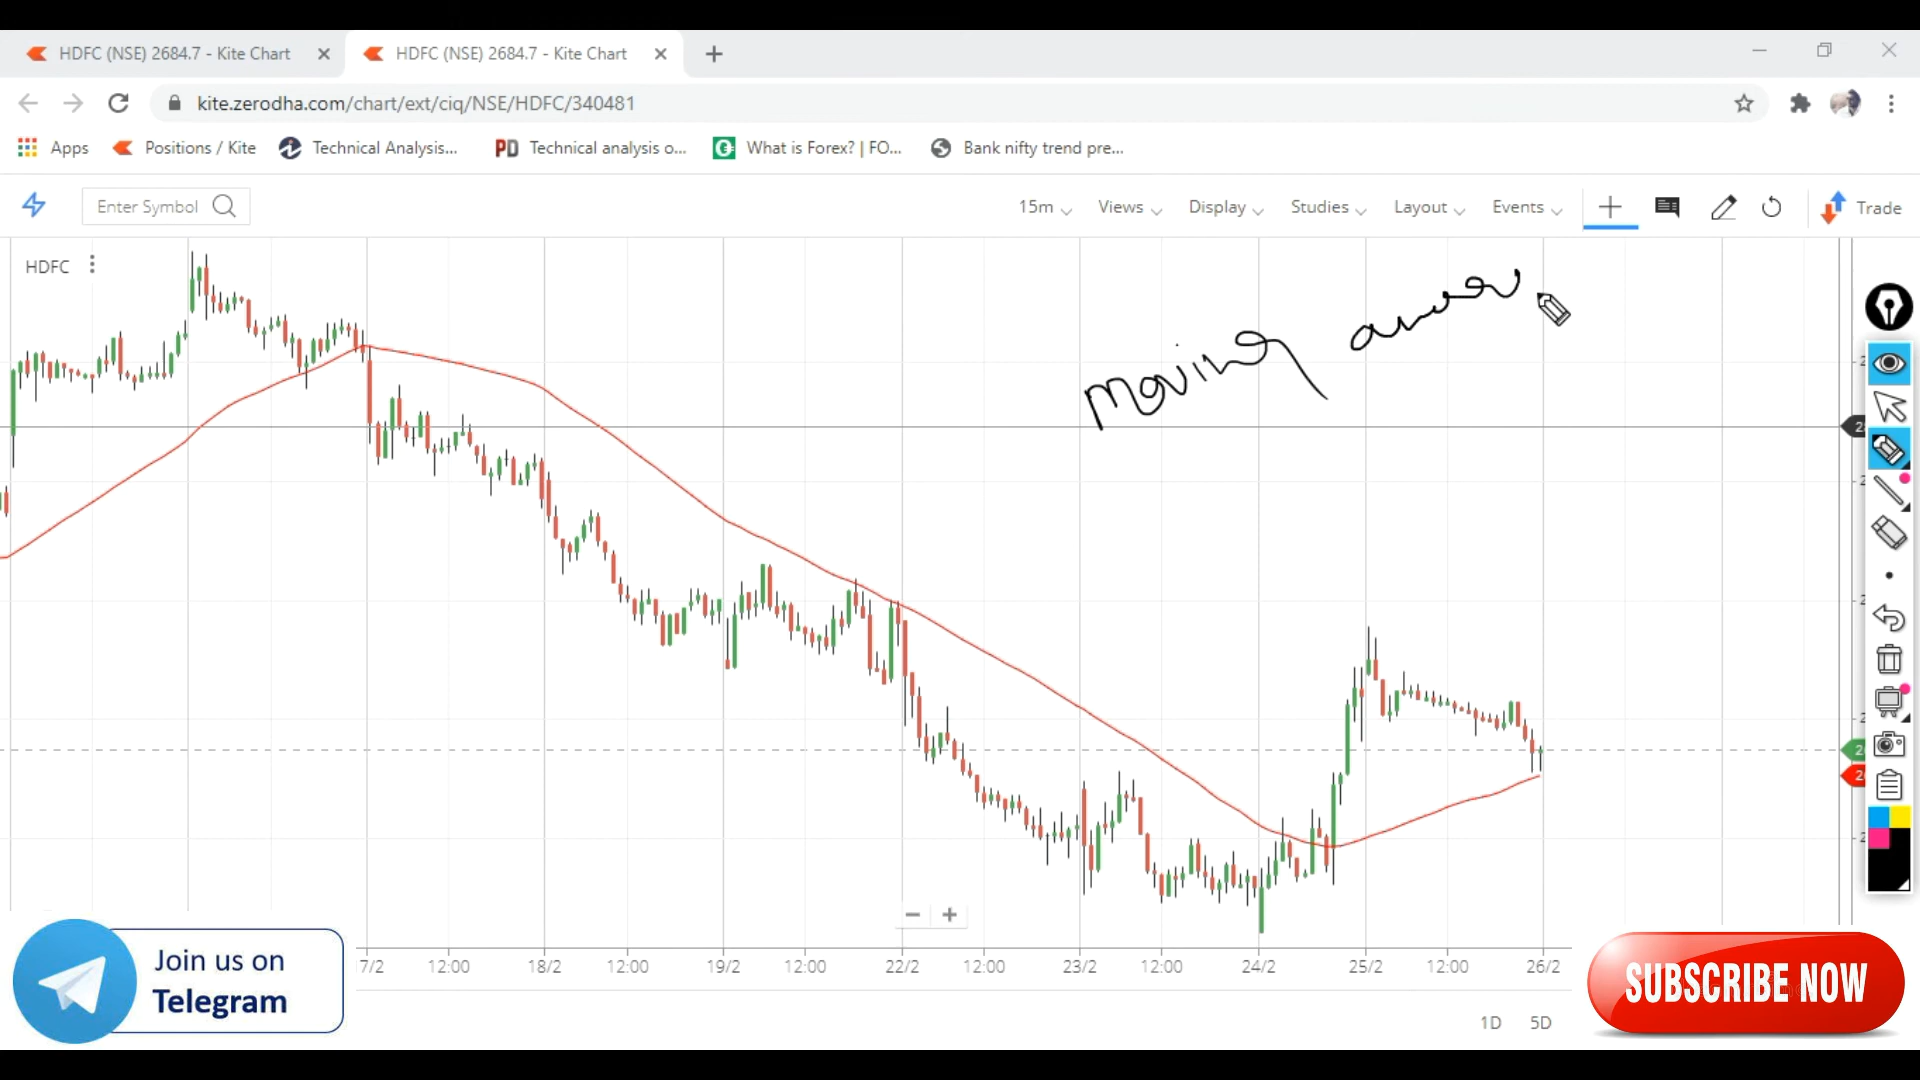 HDFC (NSE) 2684.7 - Kite Chart
HDFC (NSE) 2684.7 - Kite Chart
kite.zerodha.com/chart/ext/ciq/NSE/HDFC/340481
Apps
Positions / Kite
Technical Analysis...
Technical analysis o...
What is Forex? | FO...
Bank nifty trend pre...
Enter Symbol
15m
Views
Display
Studies
Layout
Events
Trade
HDFC
Moving
7/2 12:00 18/2 12:00 19/2 12:00 22/2 12:00 23/2 12:00 24/2 25/2 12:00 26/2
1D 5D
Join us on
Telegram
SUBSCRIBE NOW